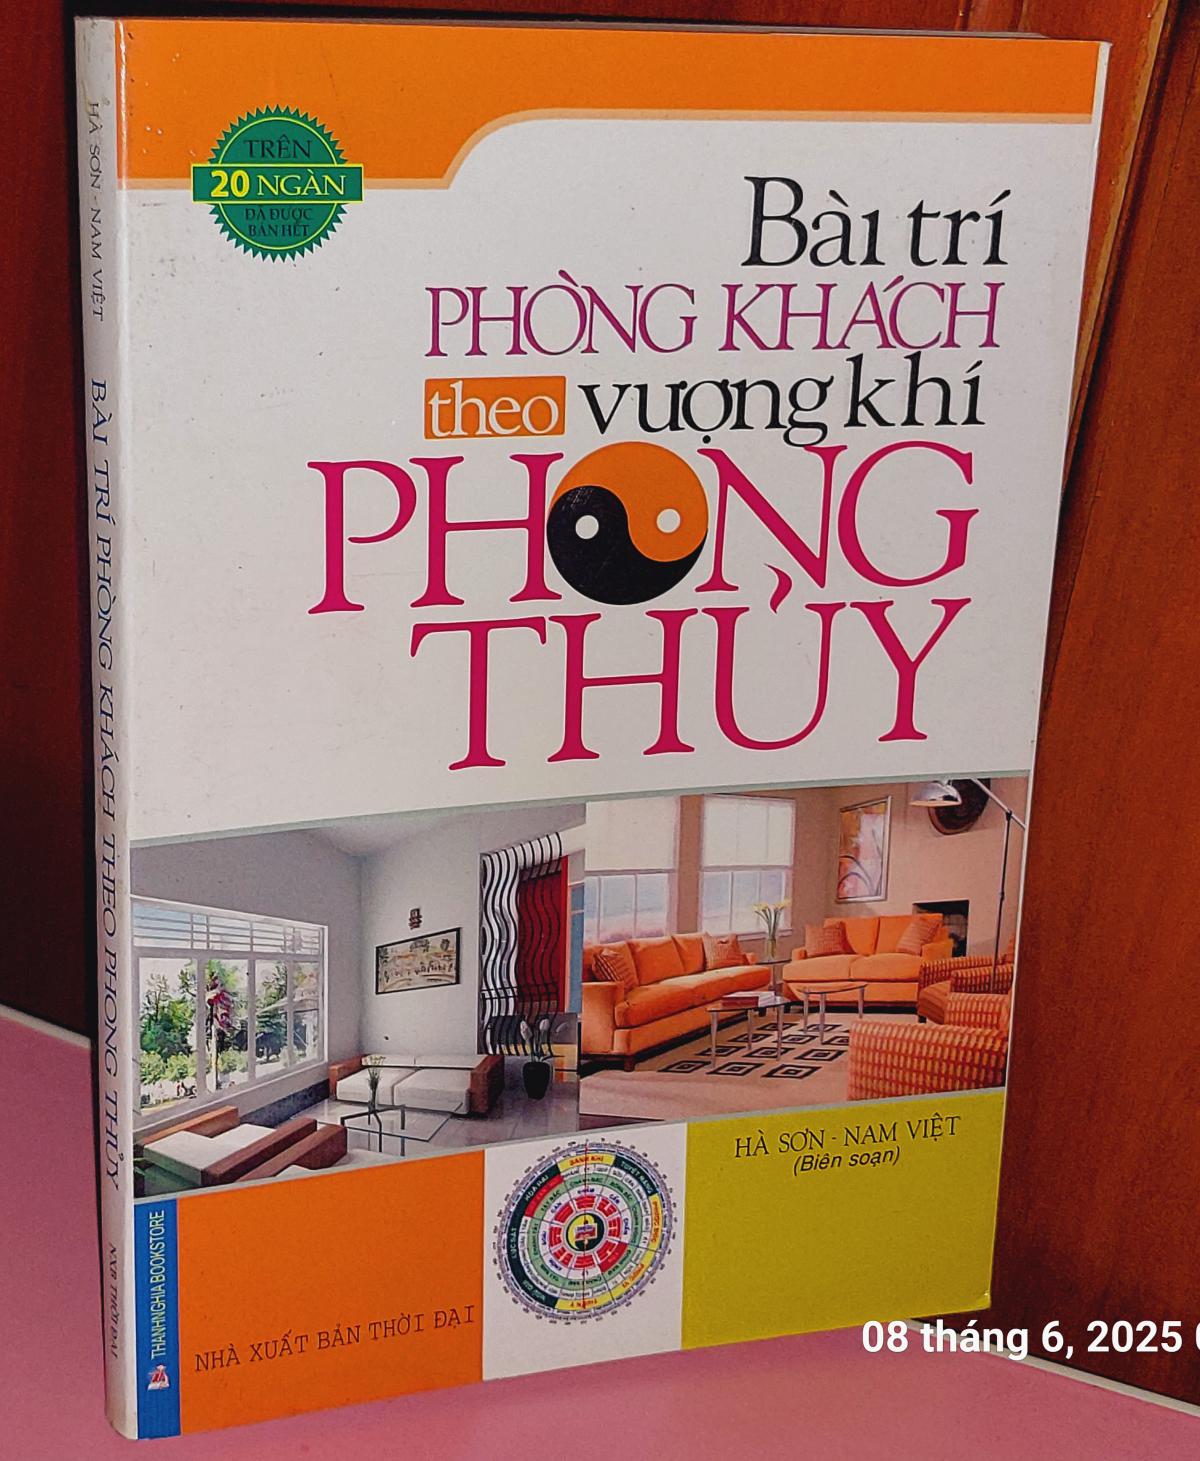 TRÊN
20 NGÀN
ĐÃ ĐƯỢC
BÁN HẾT
Bài trí
PHÒNG KHÁCH
theo vượng khí
PHONG
THỦY
HÀ SƠN - NAM VIỆT
(Biên soạn)
NHÀ XUẤT BẢN THỜI ĐẠI
HÀ SƠN - NAM VIỆT
BÀI TRÍ PHÒNG KHÁCH THEO PHONG THỦY
NXB THỜI ĐẠI
THANHNGHIA BOOKSTORE
08 tháng 6, 2025